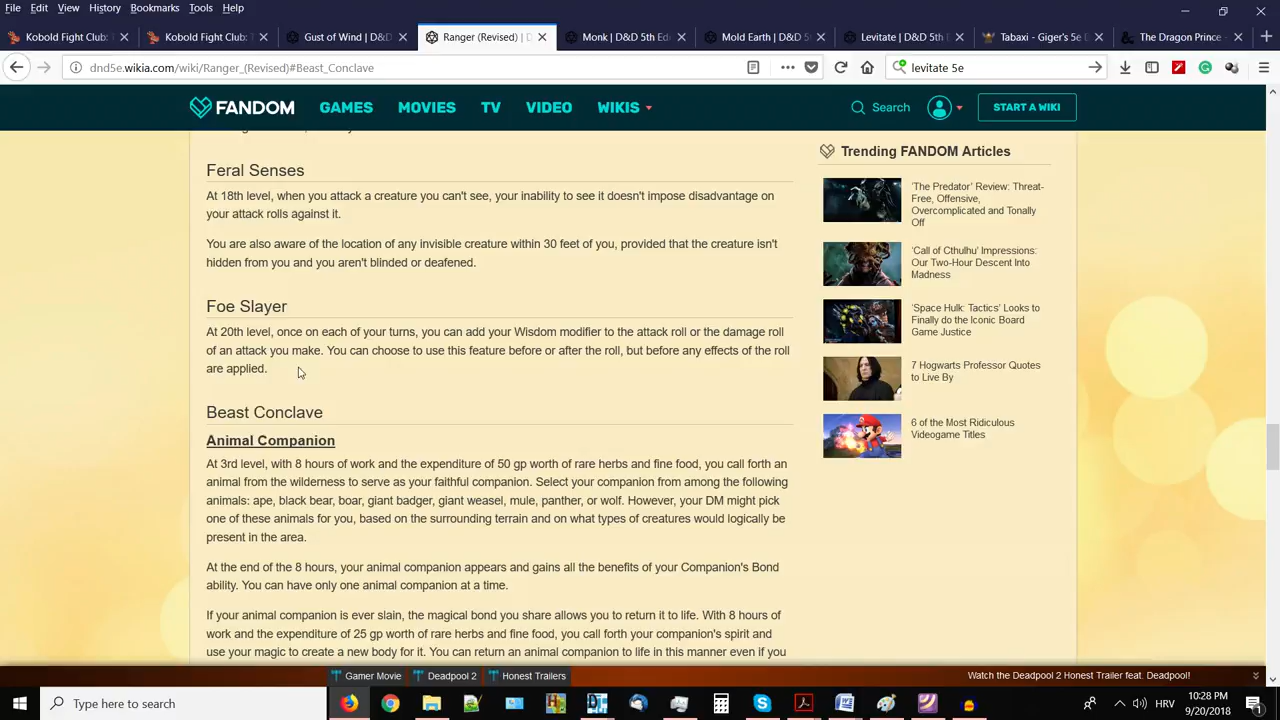 File Edit View History Bookmarks Tools Help
Kobold Fight Club: Kobold Fight Club: Gust of Wind | D&D Ranger (Revised) | D Monk | D&D 5th Ed Mold Earth | D&D 5 Levitate | D&D 5th Tabaxi - Giger's 5e The Dragon Prince -
dnd5e.wikia.com/wiki/Ranger_(Revised)#Beast_Conclave
levitate 5e
FANDOM GAMES MOVIES TV VIDEO WIKIS Search START A WIKI
Feral Senses
At 18th level, when you attack a creature you can't see, your inability to see it doesn't impose disadvantage on
your attack rolls against it.
You are also aware of the location of any invisible creature within 30 feet of you, provided that the creature isn't
hidden from you and you aren't blinded or deafened.
Foe Slayer
At 20th level, once on each of your turns, you can add your Wisdom modifier to the attack roll or the damage roll
of an attack you make. You can choose to use this feature before or after the roll, but before any effects of the roll
are applied.
Beast Conclave
Animal Companion
At 3rd level, with 8 hours of work and the expenditure of 50 gp worth of rare herbs and fine food, you call forth an
animal from the wilderness to serve as your faithful companion. Select your companion from among the following
animals: ape, black bear, boar, giant badger, giant weasel, mule, panther, or wolf. However, your DM might pick
one of these animals for you, based on the surrounding terrain and on what types of creatures would logically be
present in the area.
At the end of the 8 hours, your animal companion appears and gains all the benefits of your Companion's Bond
ability. You can have only one animal companion at a time.
If your animal companion is ever slain, the magical bond you share allows you to return it to life. With 8 hours of
work and the expenditure of 25 gp worth of rare herbs and fine food, you call forth your companion's spirit and
use your magic to create a new body for it. You can return an animal companion to life in this manner even if you
Trending FANDOM Articles
'The Predator' Review: Threat-
Free, Offensive,
Overcomplicated and Tonally
Off
'Call of Cthulhu' Impressions:
Our Two-Hour Descent Into
Madness
'Space Hulk: Tactics' Looks to
Finally do the Iconic Board
Game Justice
7 Hogwarts Professor Quotes
to Live By
6 of the Most Ridiculous
Videogame Titles
Gamer Movie Deadpool 2 Honest Trailers Watch the Deadpool 2 Honest Trailer feat. Deadpool!
Type here to search
HRV
10:28 PM
9/20/2018